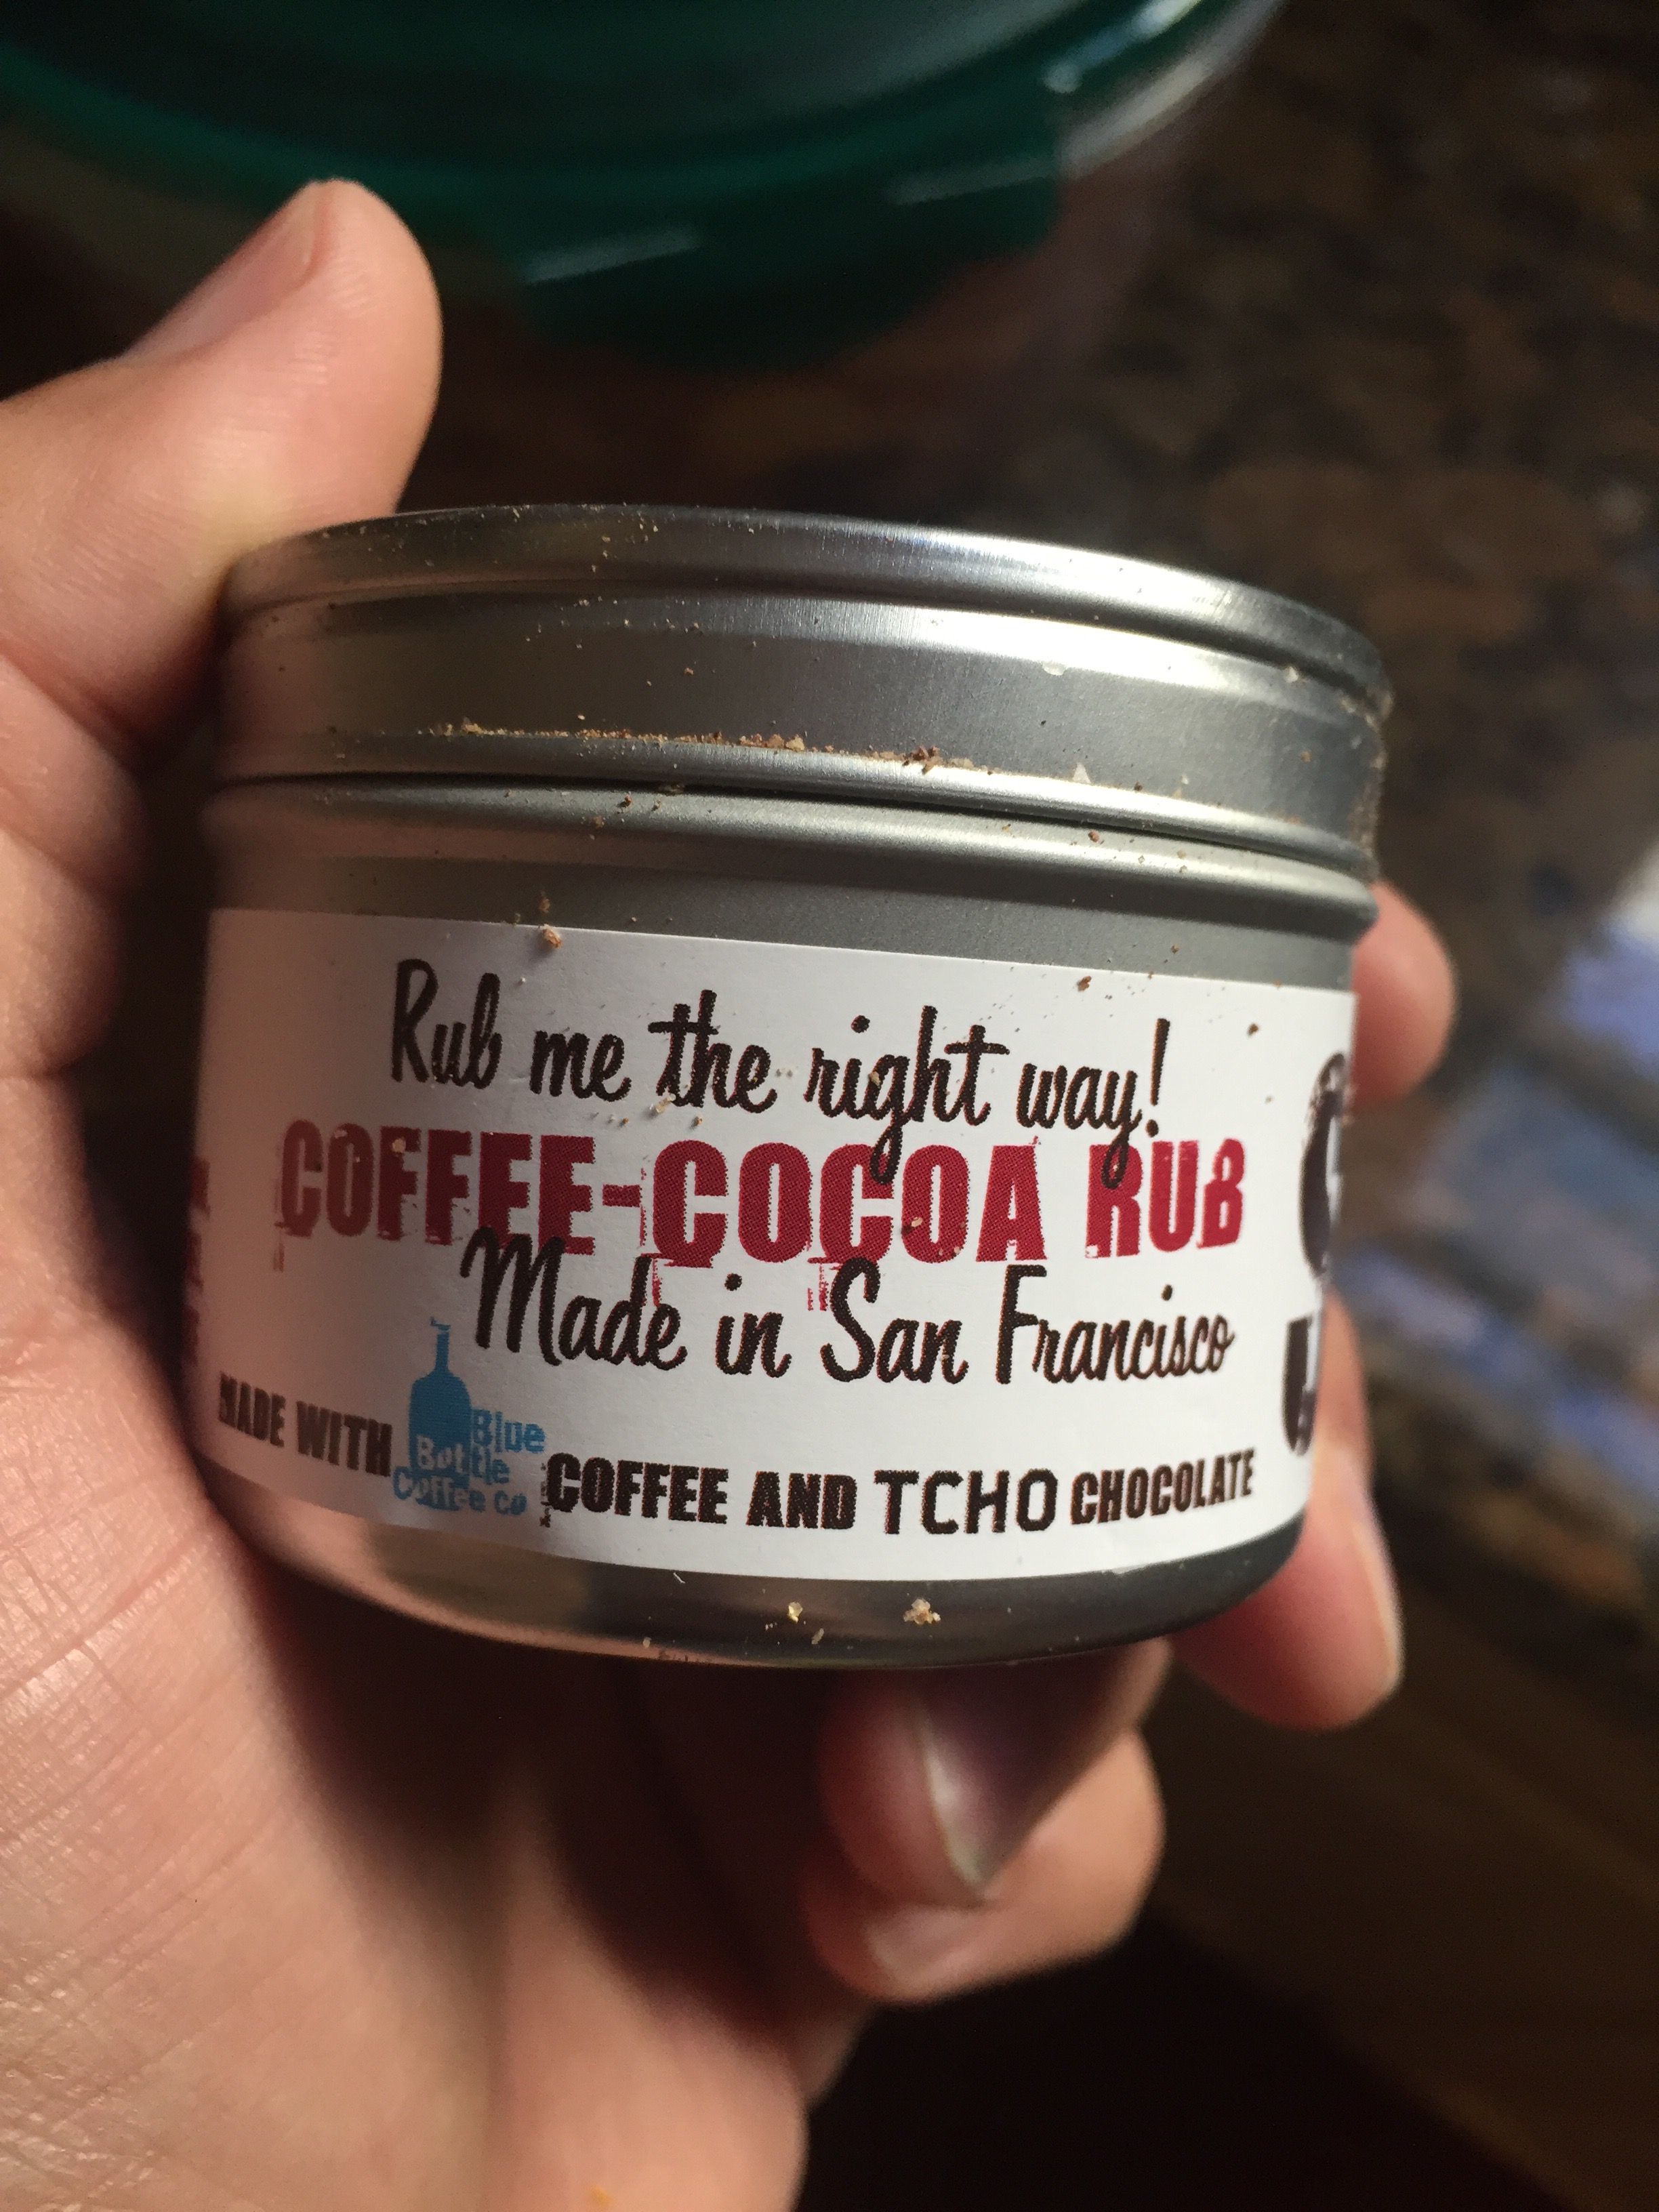 Rub me the right way!
COFFEE-COCOA RUB
Made in San Francisco
MADE WITH Blue Bottle Coffee co COFFEE AND TCHO CHOCOLATE